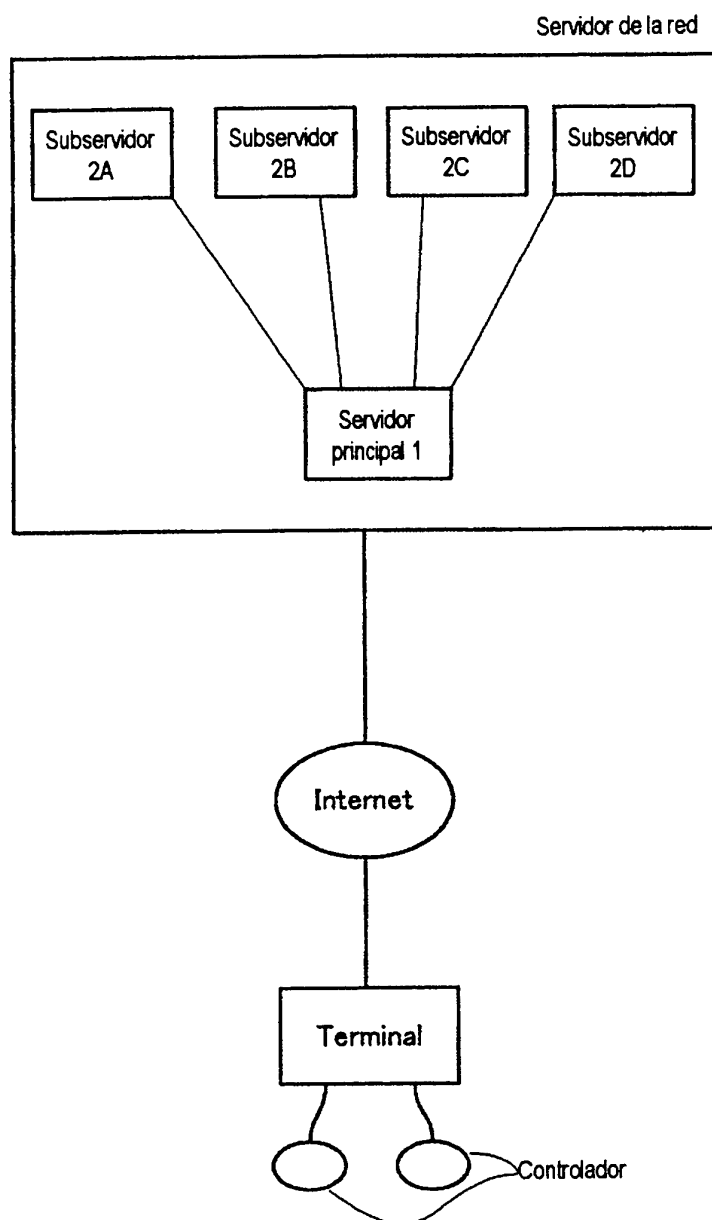 Servidor de la red
Subservidor
2A
Subservidor
2B
Subservidor
2C
Subservidor
2D
Servidor
principal 1
Internet
Terminal
Controlador